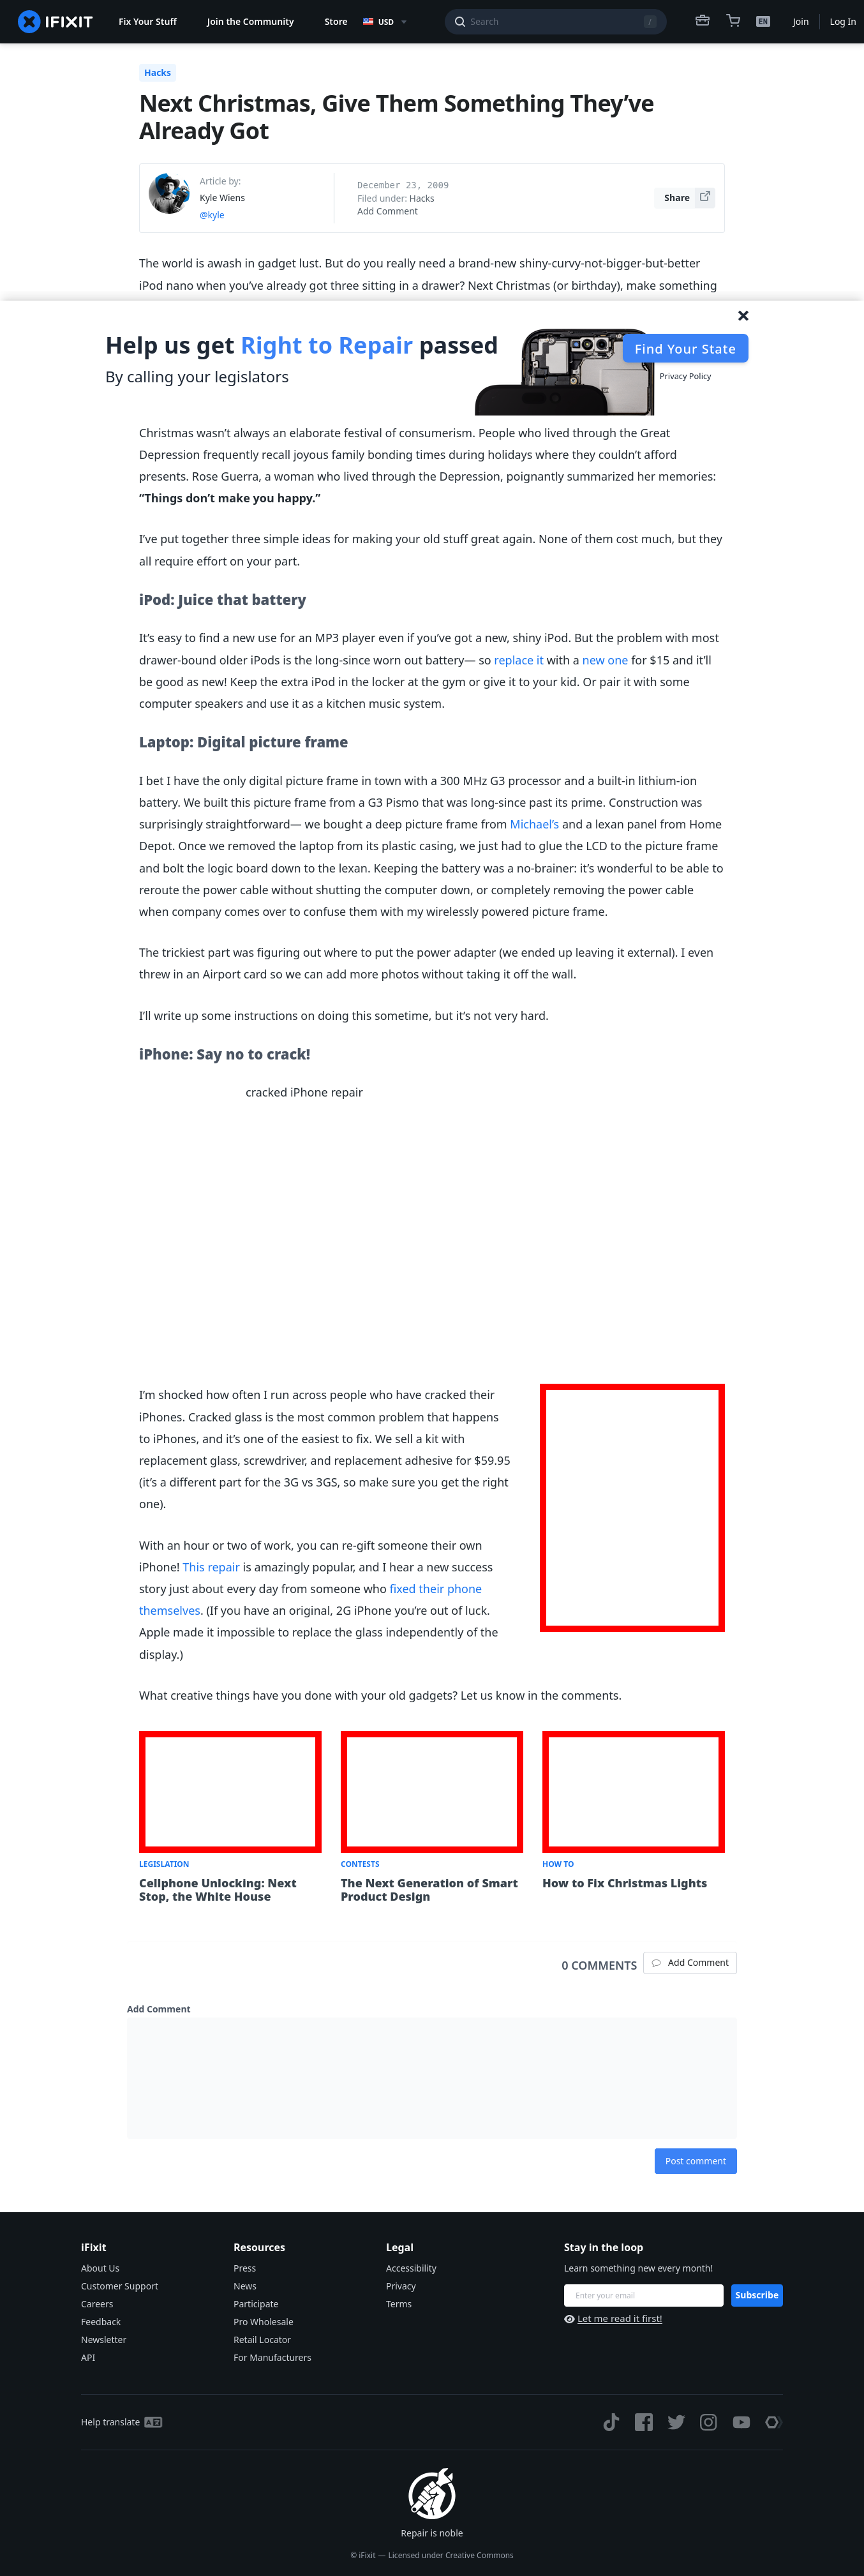 IFIXIT
Fix Your Stuff
Join the Community
Store
USD
Search
/
EN
Join
Log In
Hacks
Next Christmas, Give Them Something They’ve
Already Got
Article by:
Kyle Wiens
@kyle
December 23, 2009
Filed under: Hacks
Add Comment
Share
The world is awash in gadget lust. But do you really need a brand-new shiny-curvy-not-bigger-but-better
iPod nano when you’ve already got three sitting in a drawer? Next Christmas (or birthday), make something
Help us get Right to Repair passed
By calling your legislators
Find Your State
Privacy Policy
Christmas wasn’t always an elaborate festival of consumerism. People who lived through the Great
Depression frequently recall joyous family bonding times during holidays where they couldn’t afford
presents. Rose Guerra, a woman who lived through the Depression, poignantly summarized her memories:
“Things don’t make you happy.”
I’ve put together three simple ideas for making your old stuff great again. None of them cost much, but they
all require effort on your part.
iPod: Juice that battery
It’s easy to find a new use for an MP3 player even if you’ve got a new, shiny iPod. But the problem with most
drawer-bound older iPods is the long-since worn out battery— so replace it with a new one for $15 and it’ll
be good as new! Keep the extra iPod in the locker at the gym or give it to your kid. Or pair it with some
computer speakers and use it as a kitchen music system.
Laptop: Digital picture frame
I bet I have the only digital picture frame in town with a 300 MHz G3 processor and a built-in lithium-ion
battery. We built this picture frame from a G3 Pismo that was long-since past its prime. Construction was
surprisingly straightforward— we bought a deep picture frame from Michael’s and a lexan panel from Home
Depot. Once we removed the laptop from its plastic casing, we just had to glue the LCD to the picture frame
and bolt the logic board down to the lexan. Keeping the battery was a no-brainer: it’s wonderful to be able to
reroute the power cable without shutting the computer down, or completely removing the power cable
when company comes over to confuse them with my wirelessly powered picture frame.
The trickiest part was figuring out where to put the power adapter (we ended up leaving it external). I even
threw in an Airport card so we can add more photos without taking it off the wall.
I’ll write up some instructions on doing this sometime, but it’s not very hard.
iPhone: Say no to crack!
cracked iPhone repair
I’m shocked how often I run across people who have cracked their
iPhones. Cracked glass is the most common problem that happens
to iPhones, and it’s one of the easiest to fix. We sell a kit with
replacement glass, screwdriver, and replacement adhesive for $59.95
(it’s a different part for the 3G vs 3GS, so make sure you get the right
one).
With an hour or two of work, you can re-gift someone their own
iPhone! This repair is amazingly popular, and I hear a new success
story just about every day from someone who fixed their phone
themselves. (If you have an original, 2G iPhone you’re out of luck.
Apple made it impossible to replace the glass independently of the
display.)
What creative things have you done with your old gadgets? Let us know in the comments.
LEGISLATION
Cellphone Unlocking: Next
Stop, the White House
CONTESTS
The Next Generation of Smart
Product Design
HOW TO
How to Fix Christmas Lights
0 COMMENTS
Add Comment
Add Comment
Post comment
iFixit
About Us
Customer Support
Careers
Feedback
Newsletter
API
Resources
Press
News
Participate
Pro Wholesale
Retail Locator
For Manufacturers
Legal
Accessibility
Privacy
Terms
Stay in the loop
Learn something new every month!
Enter your email
Subscribe
Let me read it first!
Help translate
Repair is noble
© iFixit — Licensed under Creative Commons